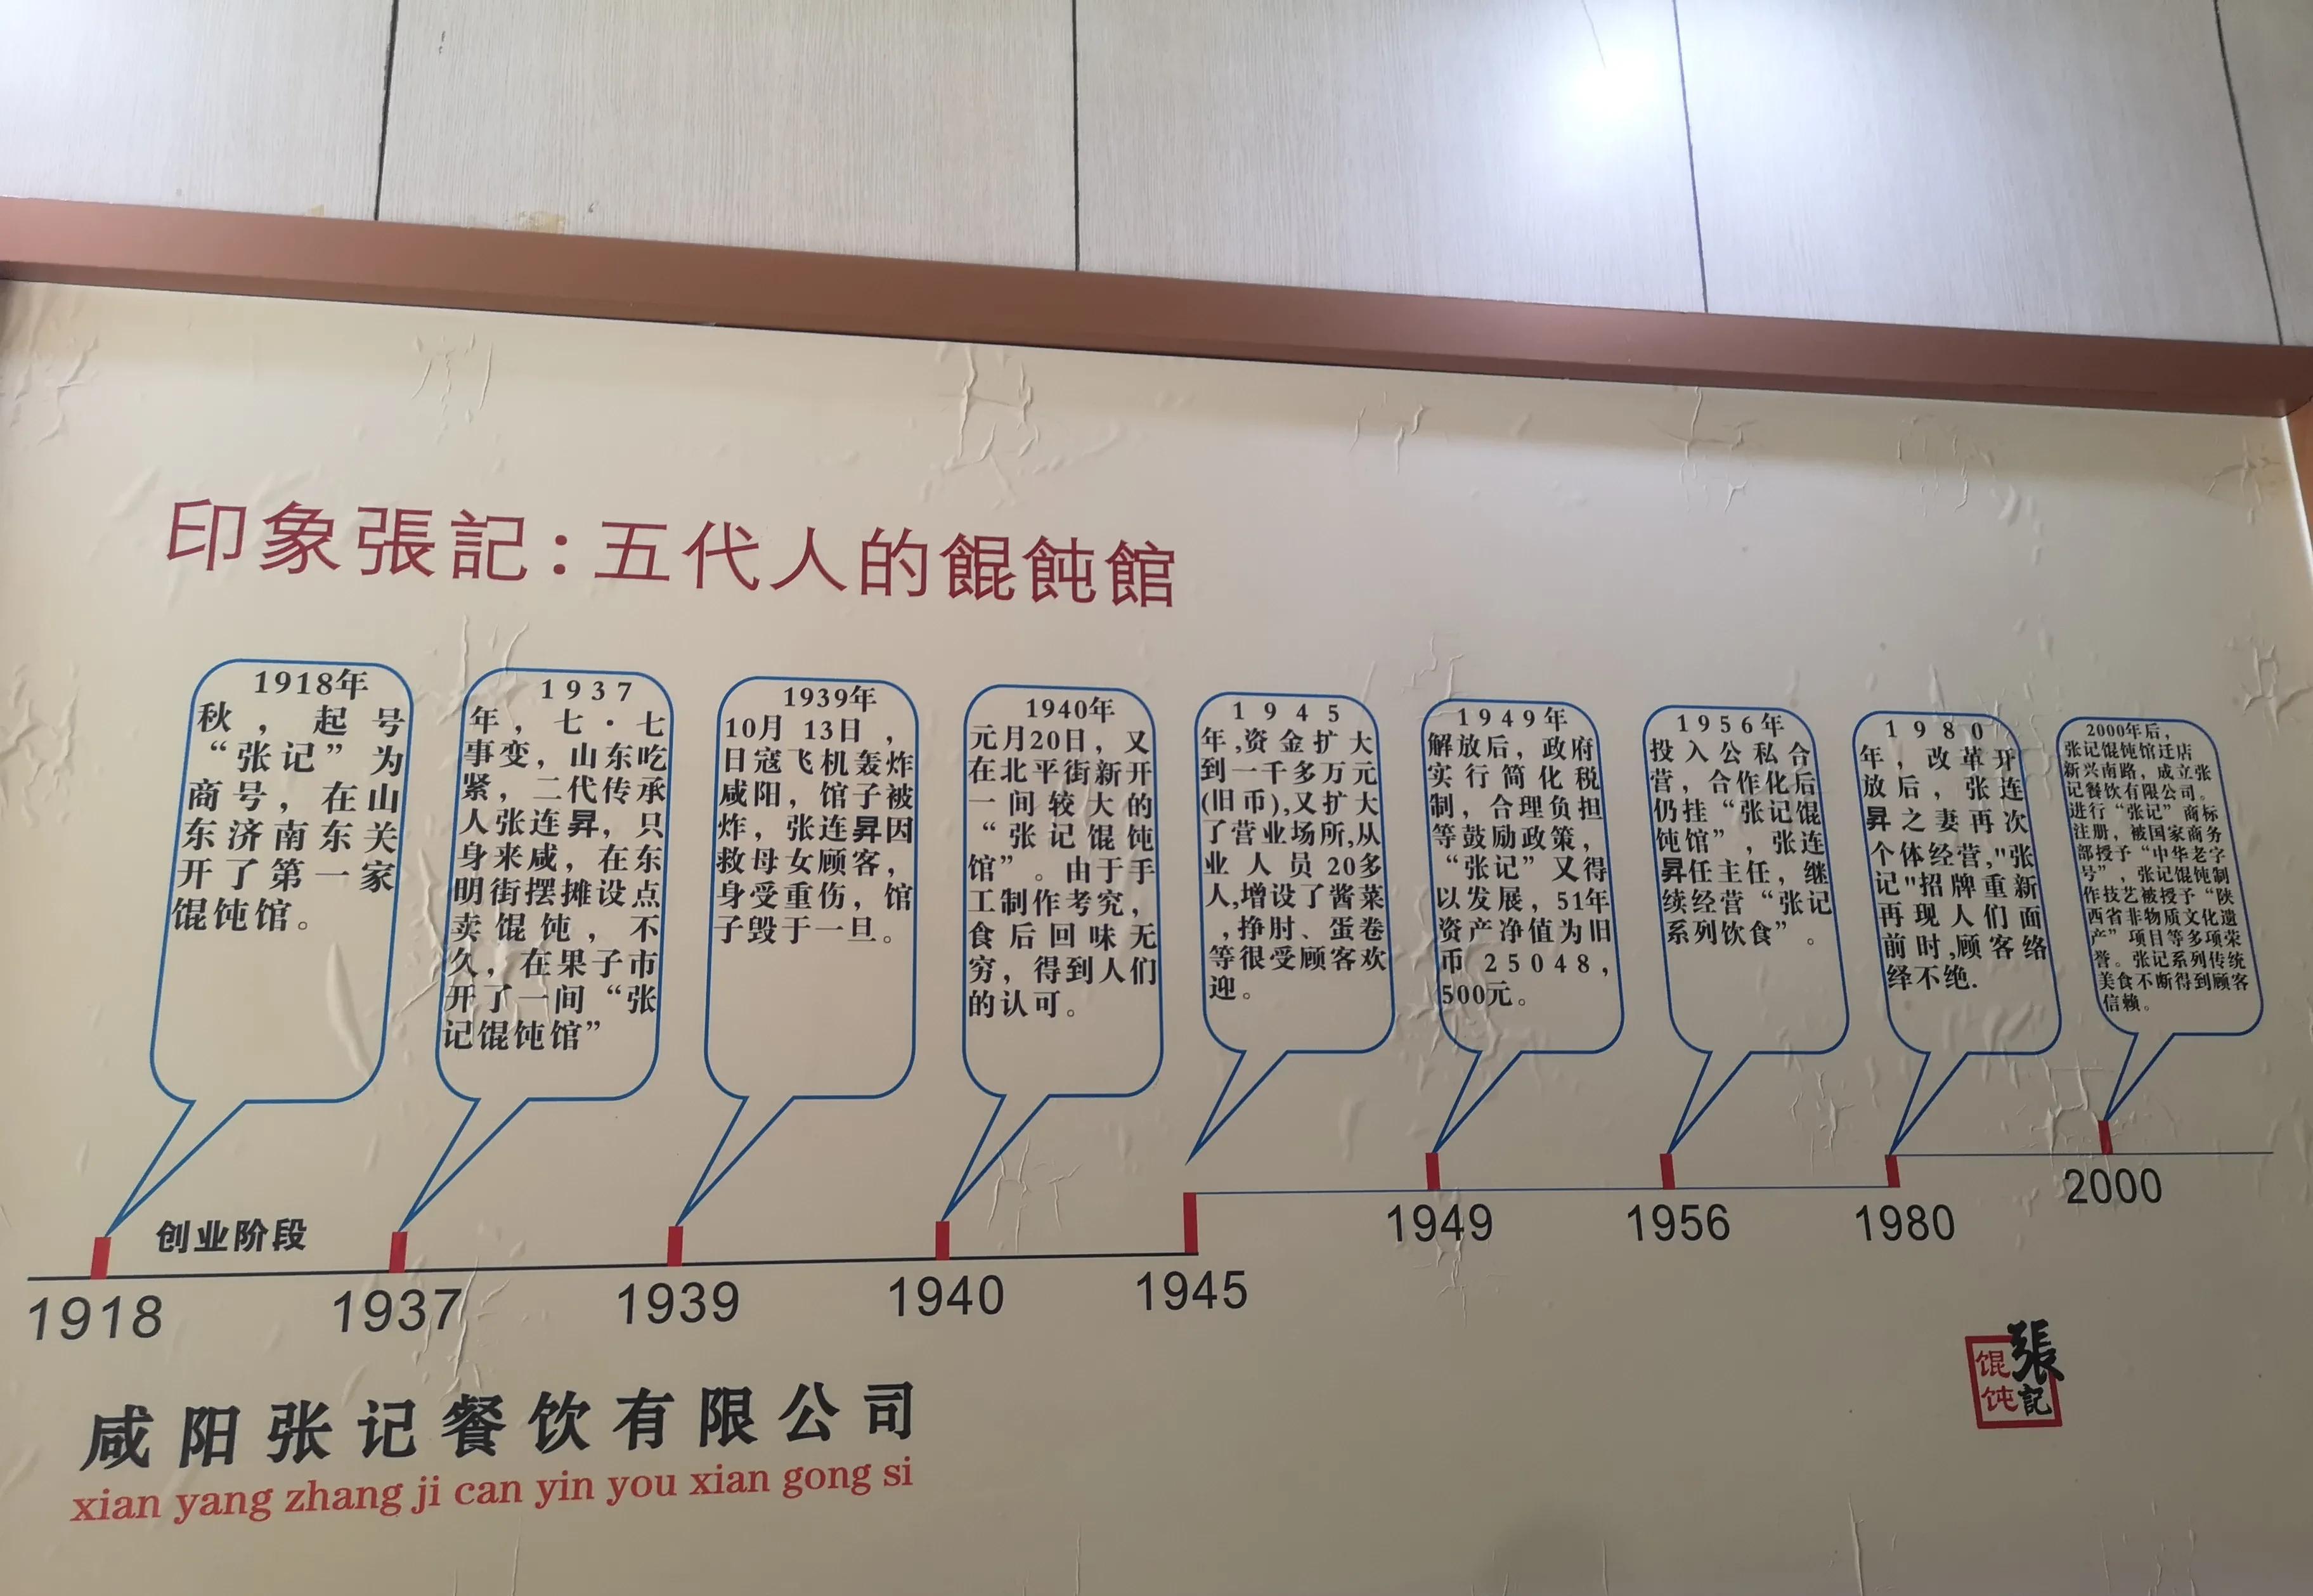 印象張記:五代人的餛飩館
1918年
秋，起号
“张记”为
商号，在山
东济南东关
开了第一家
馄饨馆。
1937
年，七·七
事变，山东吃
紧，二代传承
人张连昇，只
身来咸，在东
明街摆摊设点
卖馄饨，不
久，在果子市
开了一间“张
记馄饨馆”
1939年
10月 13日，
日寇飞机轰炸
咸阳，馆子被
炸，张连昇因
救母女顾客，
身受重伤，馆
子毁于一旦。
1940年
元月20日，又
在北平街新开
一间较大的
“张记馄饨
馆”。由于手
工制作考究，
食后回味无
穷，得到人们
的认可。
1945
年,资金扩大
到一千多万元
(旧币),又扩大
了营业场所,从
业人员20多
人,增设了酱菜
,挣肘、蛋卷
等很受顾客欢
迎。
1949年
解放后，政府
实行简化税
制，合理负担
等鼓励政策，
“张记”又得
以发展，51年
资产净值为旧
币25048,
500元。
1956年
投入公私合
营，合作化后
仍挂“张记馄
饨馆”，张连
昇任主任，继
续经营“张记
系列饮食”。
1980
年，改革开
放后，张连
昇之妻再次
个体经营,"张
记"招牌重新
再现人们面
前时,顾客络
绎不绝.
2000年后，
张记馄饨馆迁店
新兴南路，成立张
记餐饮有限公司。
进行“张记”商标
注册，被国家商务
部授予“中华老字
号”，张记馄饨制
作技艺被授予“陕
西省非物质文化遗
产”项目等多项荣
誉。张记系列传统
美食不断得到顾客
信赖。
创业阶段
1918
1937
1939
1940
1945
1949
1956
1980
2000
咸阳张记餐饮有限公司
xian yang zhang ji can yin you xian gong si
張記
馄饨